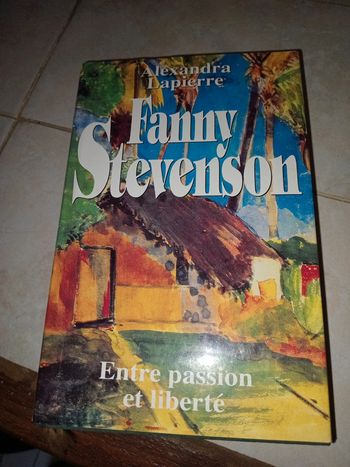 Alexandra
Lapierre
Fanny
Stevenson
Entre passion
et liberté